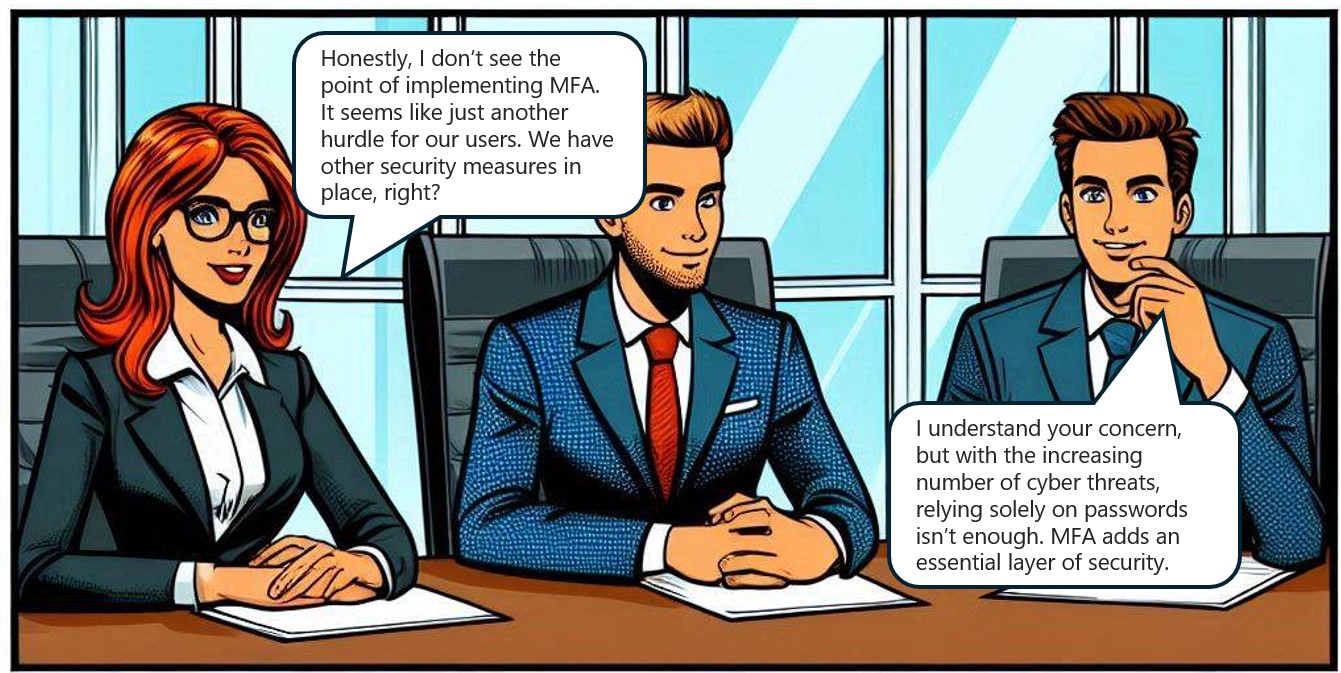 Honestly, I don’t see the
point of implementing MFA.
It seems like just another
hurdle for our users. We have
other security measures in
place, right?
I understand your concern,
but with the increasing
number of cyber threats,
relying solely on passwords
isn’t enough. MFA adds an
essential layer of security.